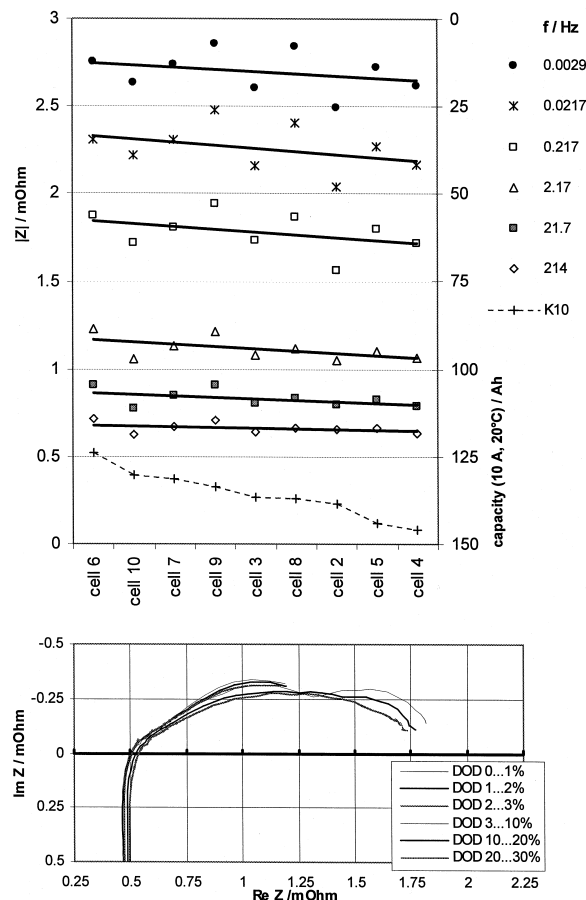 f / Hz
0.0029
0.0217
0.217
2.17
21.7
214
K10
|Z| / mOhm
3
2.5
2
1.5
1
0.5
0
0
25
50
75
100
125
150
capacity (10 A, 20°C) / Ah
cell 6
cell 10
cell 7
cell 9
cell 3
cell 8
cell 2
cell 5
cell 4
Im Z / mOhm
-0.5
-0.25
0
0.25
0.5
DOD 0...1%
DOD 1...2%
DOD 2...3%
DOD 3...10%
DOD 10...20%
DOD 20...30%
0.25
0.5
0.75
1
1.25
1.5
1.75
2
2.25
Re Z /mOhm